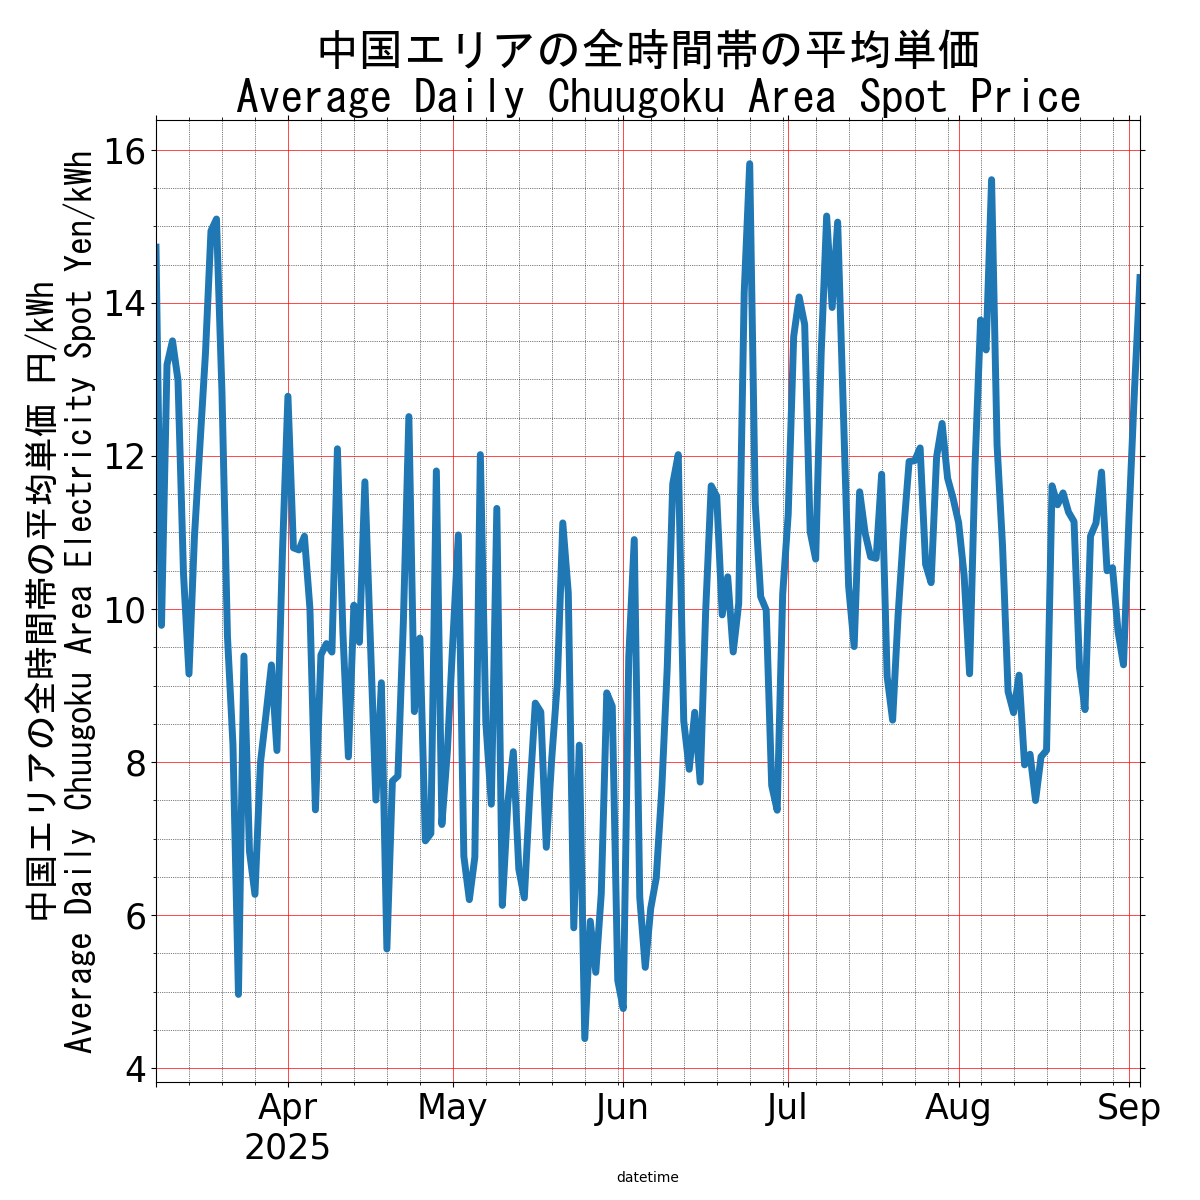 中国エリアの全時間帯の平均単価
Average Daily Chuugoku Area Spot Price
中国エリアの全時間帯の平均単価 円/kWh
Average Daily Chuugoku Area Electricity Spot Yen/kWh
16
14
12
10
8
6
4
Apr
2025
May
Jun
Jul
Aug
Sep
datetime